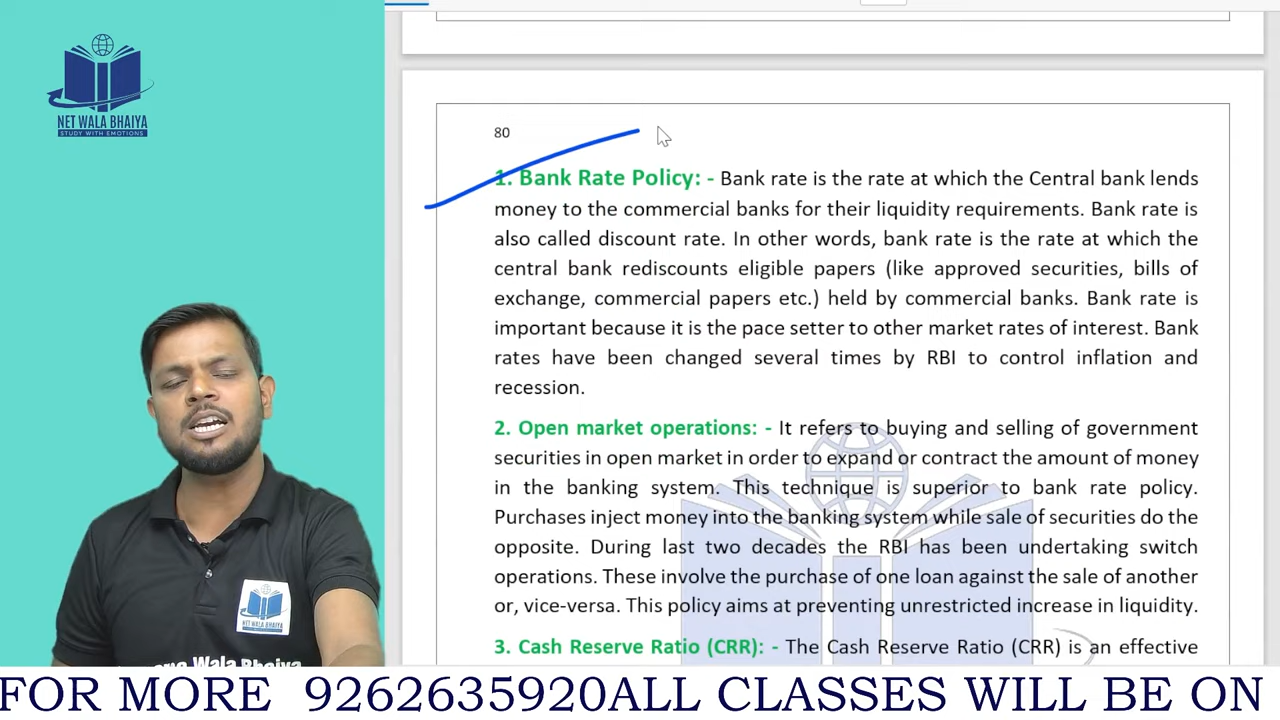 NET WALA BHAIYA
STUDY WITH EMOTIONS
80
1. Bank Rate Policy: - Bank rate is the rate at which the Central bank lends
money to the commercial banks for their liquidity requirements. Bank rate is
also called discount rate. In other words, bank rate is the rate at which the
central bank rediscounts eligible papers (like approved securities, bills of
exchange, commercial papers etc.) held by commercial banks. Bank rate is
important because it is the pace setter to other market rates of interest. Bank
rates have been changed several times by RBI to control inflation and
recession.
2. Open market operations: - It refers to buying and selling of government
securities in open market in order to expand or contract the amount of money
in the banking system. This technique is superior to bank rate policy.
Purchases inject money into the banking system while sale of securities do the
opposite. During last two decades the RBI has been undertaking switch
operations. These involve the purchase of one loan against the sale of another
or, vice-versa. This policy aims at preventing unrestricted increase in liquidity.
3. Cash Reserve Ratio (CRR): - The Cash Reserve Ratio (CRR) is an effective
NET WALA BHAIYA
Wala Bhaiya
FOR MORE 9262635920ALL CLASSES WILL BE ON